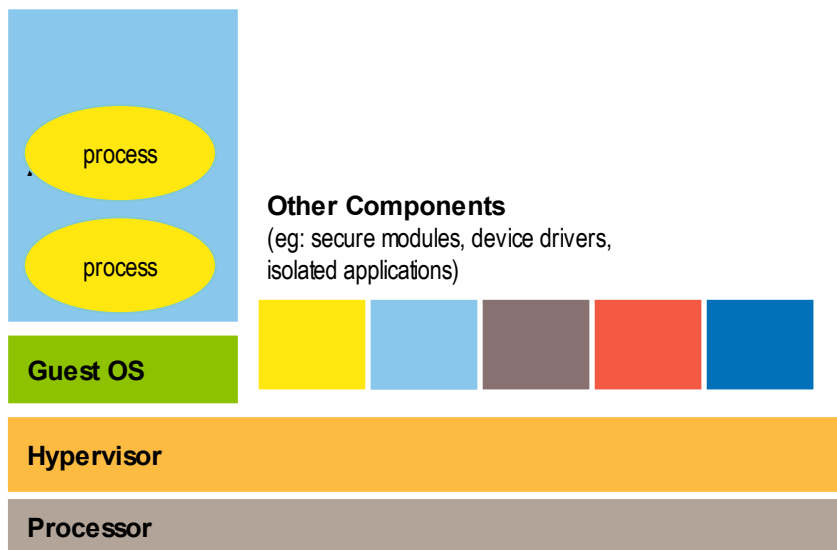 process
process
Other Components
(eg: secure modules, device drivers,
isolated applications)
Guest OS
Hypervisor
Processor